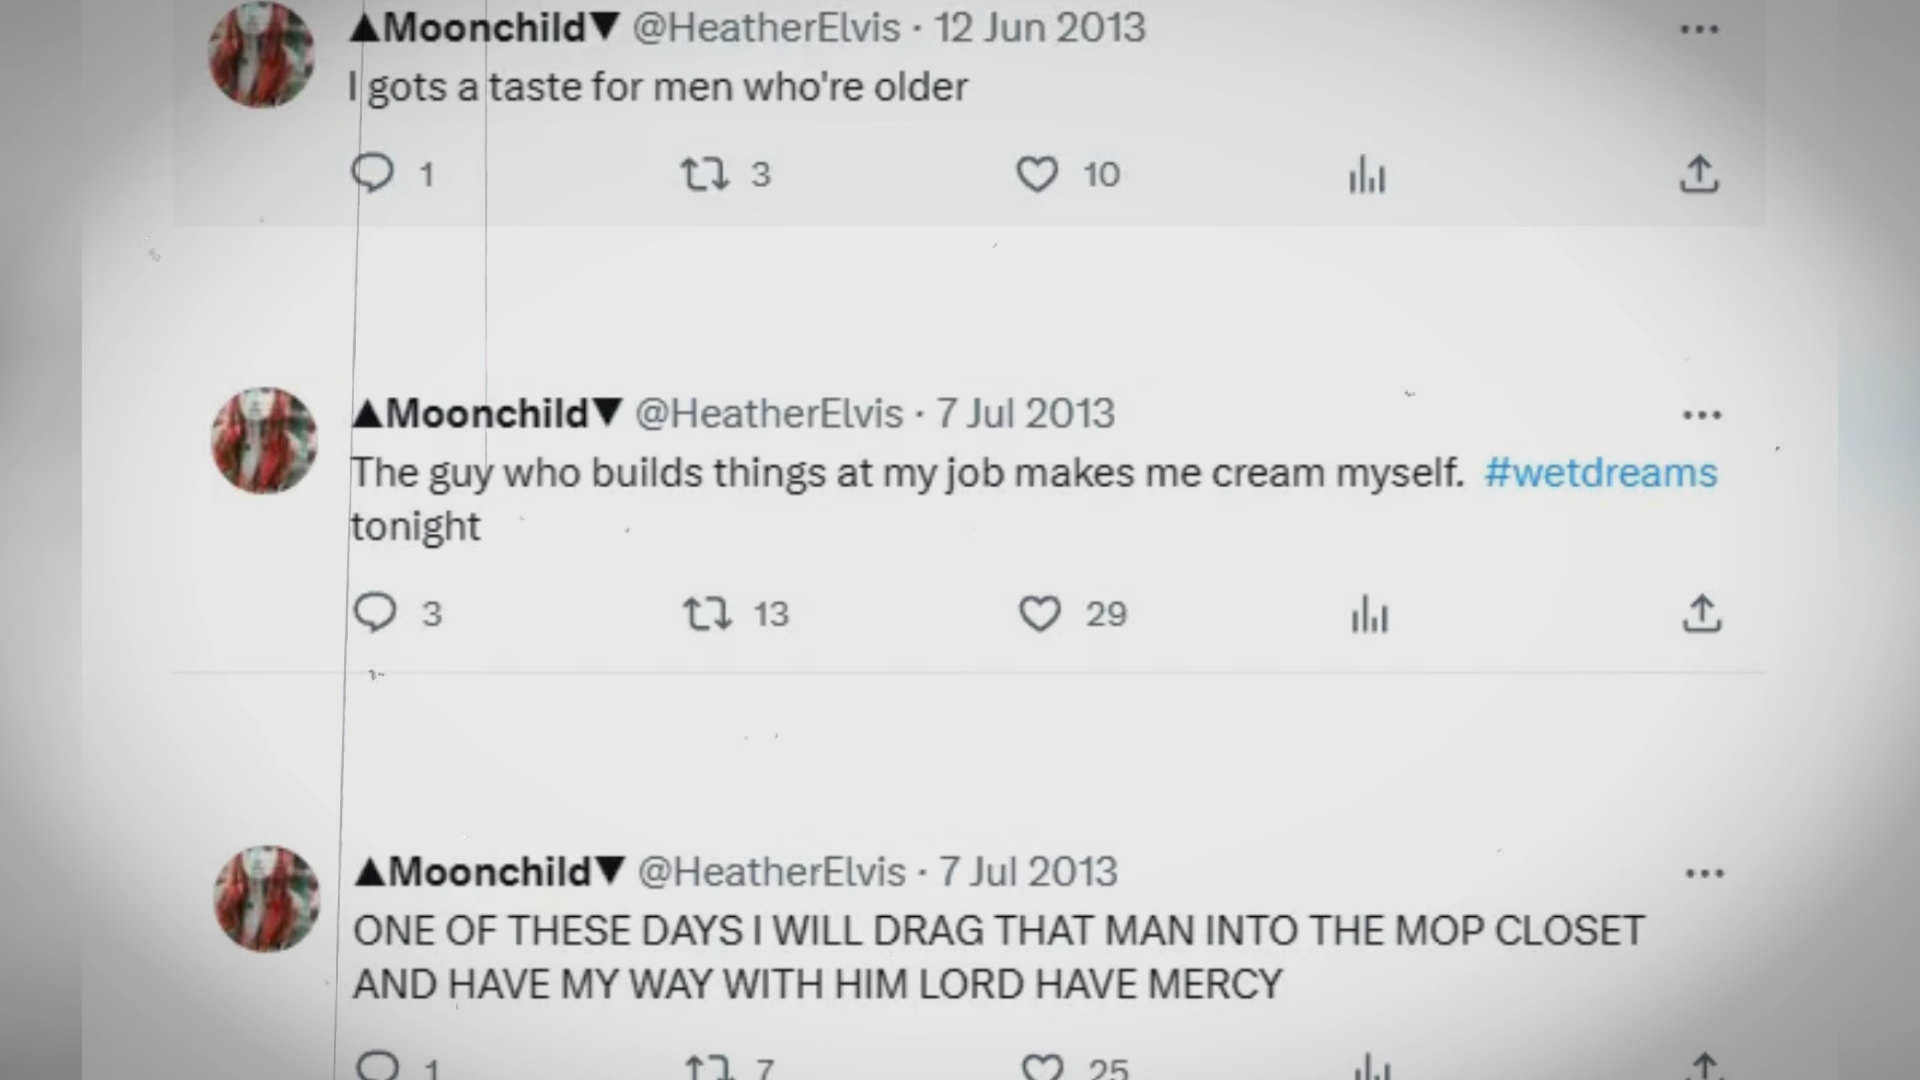 ▲Moonchild▼ @HeatherElvis · 12 Jun 2013
I gots a taste for men who're older
1 3 10
▲Moonchild▼ @HeatherElvis · 7 Jul 2013
The guy who builds things at my job makes me cream myself. #wetdreams
tonight
3 13 29
▲Moonchild▼ @HeatherElvis · 7 Jul 2013
ONE OF THESE DAYS I WILL DRAG THAT MAN INTO THE MOP CLOSET
AND HAVE MY WAY WITH HIM LORD HAVE MERCY
1 7 25